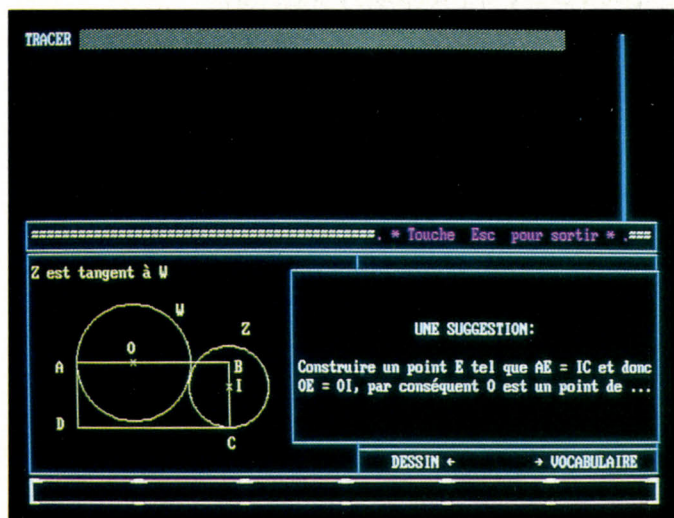 TRACER
. * Touche Esc pour sortir * .
Z est tangent à W
W
Z
O
A
B
I
D
C
UNE SUGGESTION:
Construire un point E tel que AE = IC et donc
OE = OI, par conséquent O est un point de ...
DESSIN ← → VOCABULAIRE